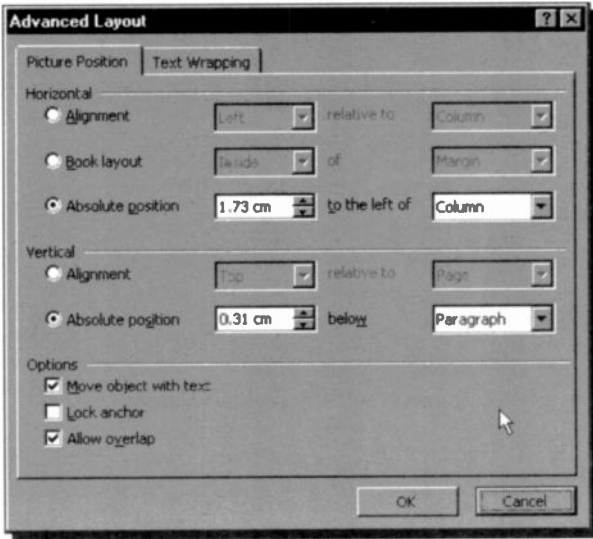 Advanced Layout
Picture Position Text Wrapping
Horizontal
Alignment Left relative to Column
Book layout Inside of Margin
Absolute position 1.73 cm to the left of Column
Vertical
Alignment Top relative to Page
Absolute position 0.31 cm below Paragraph
Options
Move object with text
Lock anchor
Allow overlap
OK Cancel